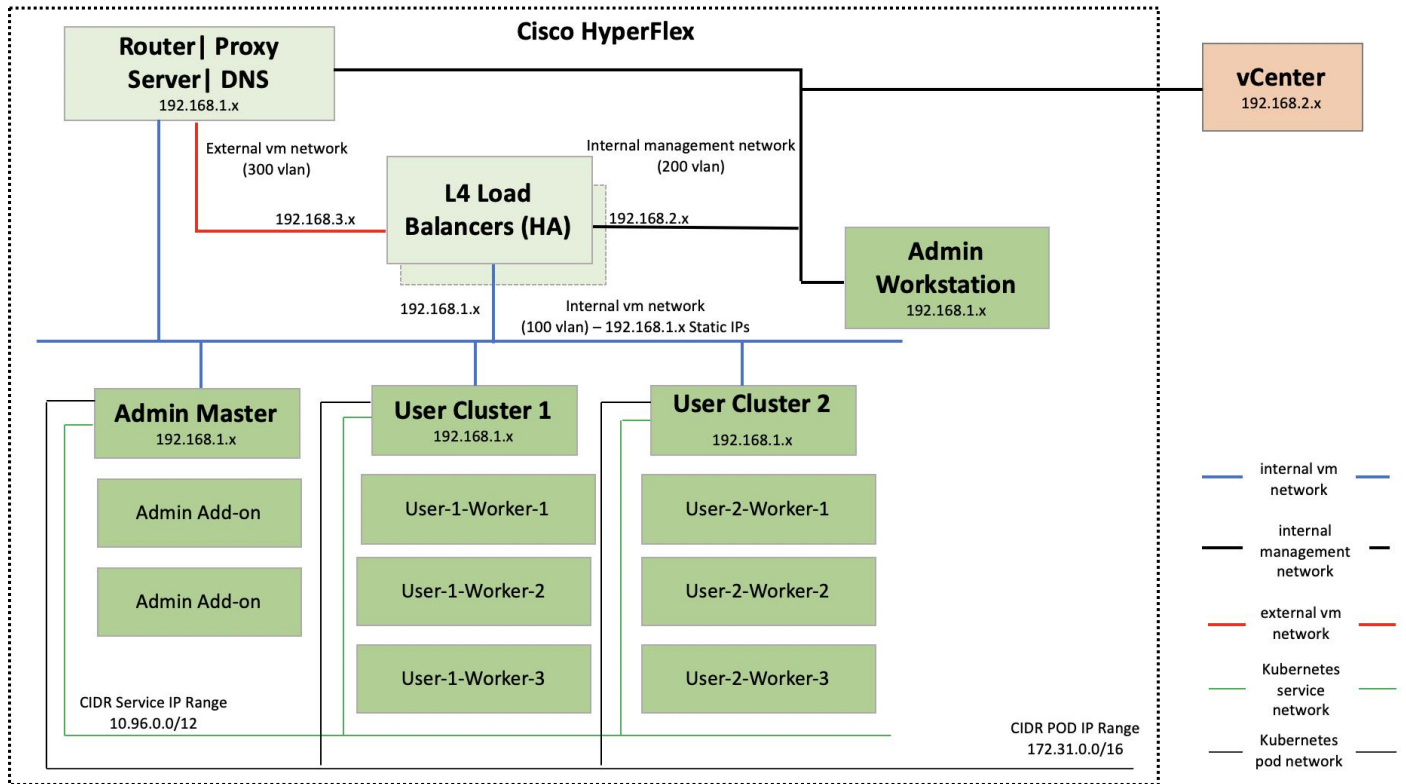 Cisco HyperFlex
Router| Proxy
Server| DNS
192.168.1.x
vCenter
192.168.2.x
External vm network
(300 vlan)
Internal management network
(200 vlan)
L4 Load
Balancers (HA)
192.168.3.x
192.168.2.x
Admin
Workstation
192.168.1.x
192.168.1.x
Internal vm network
(100 vlan) – 192.168.1.x Static IPs
Admin Master
192.168.1.x
User Cluster 1
192.168.1.x
User Cluster 2
192.168.1.x
Admin Add-on
User-1-Worker-1
User-2-Worker-1
Admin Add-on
User-1-Worker-2
User-2-Worker-2
User-1-Worker-3
User-2-Worker-3
CIDR Service IP Range
10.96.0.0/12
CIDR POD IP Range
172.31.0.0/16
internal vm
network
internal
management
network
external vm
network
Kubernetes
service
network
Kubernetes
pod network